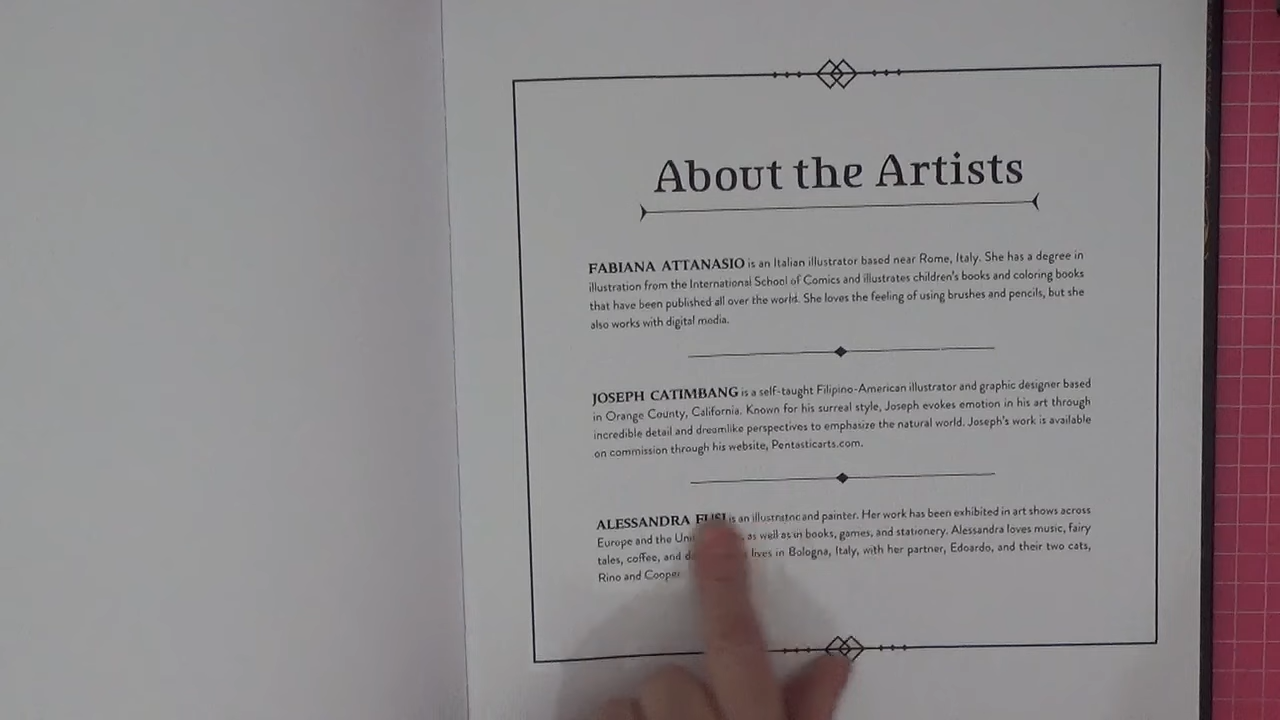 About the Artists
FABIANA ATTANASIO is an Italian illustrator based near Rome, Italy. She has a degree in
illustration from the International School of Comics and illustrates children's books and coloring books
that have been published all over the world. She loves the feeling of using brushes and pencils, but she
also works with digital media.
JOSEPH CATIMBANG is a self-taught Filipino-American illustrator and graphic designer based
in Orange County, California. Known for his surreal style, Joseph evokes emotion in his art through
incredible detail and dreamlike perspectives to emphasize the natural world. Joseph's work is available
on commission through his website, Pentasticarts.com.
ALESSANDRA FUSI is an illustrator and painter. Her work has been exhibited in art shows across
Europe and the as well as in books, games, and stationery. Alessandra loves music, fairy
tales, coffee, and lives in Bologna, Italy, with her partner, Edoardo, and their two cats,
Rino and Cooper